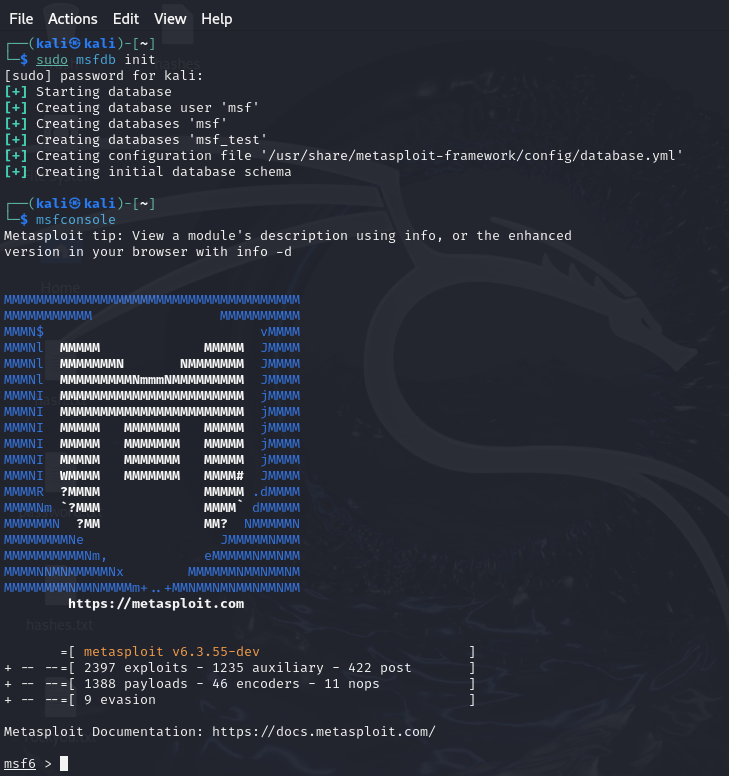 File Actions Edit View Help
┌──(kali㉿kali)-[~]
└─$ sudo msfdb init
[sudo] password for kali:
[+] Starting database
[+] Creating database user 'msf'
[+] Creating databases 'msf'
[+] Creating databases 'msf_test'
[+] Creating configuration file '/usr/share/metasploit-framework/config/database.yml'
[+] Creating initial database schema
┌──(kali㉿kali)-[~]
└─$ msfconsole
Metasploit tip: View a module's description using info, or the enhanced
version in your browser with info -d
MMMMMMMMMMMMMMMMMMMMMMMMMMMMMMMMMMMMM
MMMMMMMMMMM                MMMMMMMMMM
MMMN$                           vMMMM
MMMNl  MMMMM             MMMMM  JMMMM
MMMNl  MMMMMMMN       NMMMMMMM  JMMMM
MMMNl  MMMMMMMMMNmmmNMMMMMMMMM  JMMMM
MMMNI  MMMMMMMMMMMMMMMMMMMMMMM  jMMMM
MMMNI  MMMMMMMMMMMMMMMMMMMMMMM  jMMMM
MMMNI  MMMMM   MMMMMMM   MMMMM  jMMMM
MMMNI  MMMMM   MMMMMMM   MMMMM  jMMMM
MMMNI  MMMNM   MMMMMMM   MMMMM  jMMMM
MMMNI  WMMMM   MMMMMMM   MMMM#  JMMMM
MMMMR  ?MMNM             MMMMM .dMMMM
MMMMNm `?MMM             MMMM` dMMMMM
MMMMMMN  ?MM             MM?  NMMMMMN
MMMMMMMMNe                 JMMMMMNMMM
MMMMMMMMMMNm,            eMMMMMNMMNMM
MMMMNNMNMMMMMNx        MMMMMMNMMNMMNM
MMMMMMMMNMMNMMMMm+..+MMNMMNMNMMNMMNMM
https://metasploit.com
=[ metasploit v6.3.55-dev ]
+ -- --=[ 2397 exploits - 1235 auxiliary - 422 post ]
+ -- --=[ 1388 payloads - 46 encoders - 11 nops ]
+ -- --=[ 9 evasion ]
Metasploit Documentation: https://docs.metasploit.com/
msf6 >
Home
hashes.txt